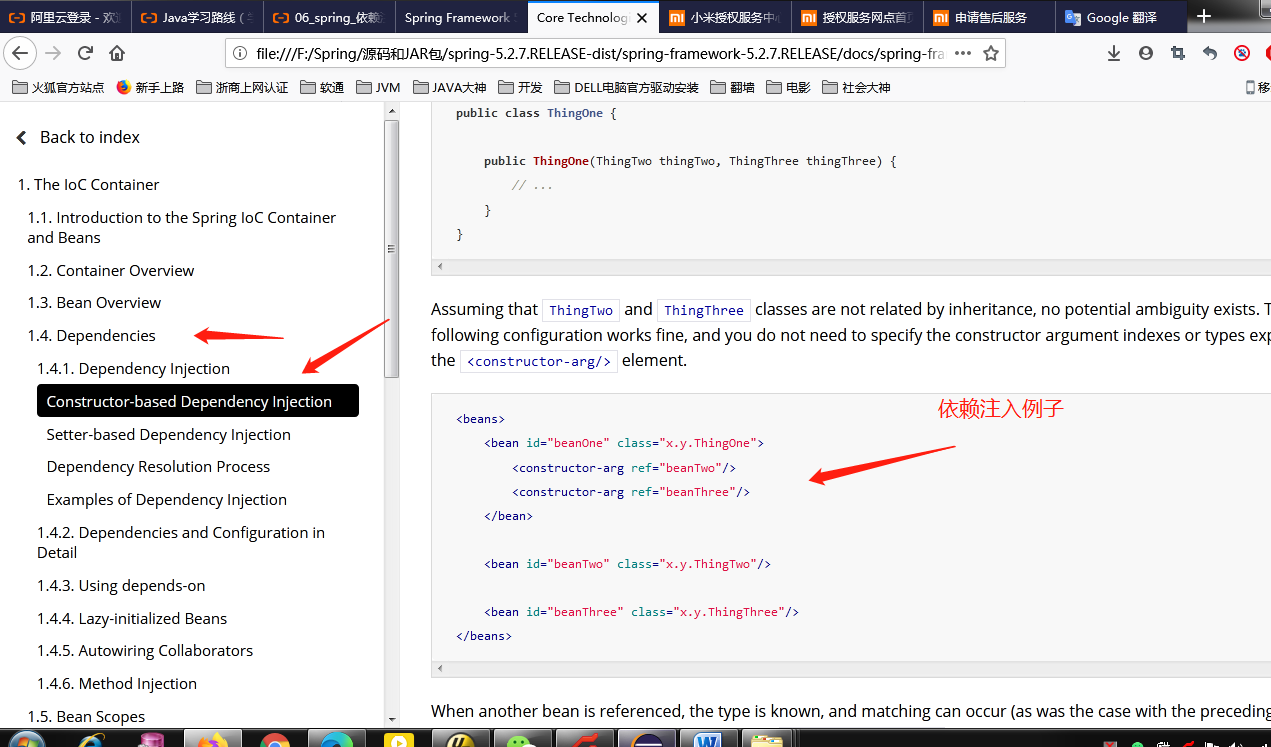 阿里云登录 - 欢迎
Java学习路线（
06_spring_依赖
Spring Framework
Core Technolog
小米授权服务中心
授权服务网点首页
申请售后服务
Google 翻译
file:///F:/Spring/源码和JAR包/spring-5.2.7.RELEASE-dist/spring-framework-5.2.7.RELEASE/docs/spring-fra
火狐官方站点 新手上路 浙商上网认证 软通 JVM JAVA大神 开发 DELL电脑官方驱动安装 翻墙 电影 社会大神 移
Back to index
1. The IoC Container
1.1. Introduction to the Spring IoC Container
and Beans
1.2. Container Overview
1.3. Bean Overview
1.4. Dependencies
1.4.1. Dependency Injection
Constructor-based Dependency Injection
Setter-based Dependency Injection
Dependency Resolution Process
Examples of Dependency Injection
1.4.2. Dependencies and Configuration in
Detail
1.4.3. Using depends-on
1.4.4. Lazy-initialized Beans
1.4.5. Autowiring Collaborators
1.4.6. Method Injection
1.5. Bean Scopes
public class ThingOne {
public ThingOne(ThingTwo thingTwo, ThingThree thingThree) {
// ...
}
}
Assuming that ThingTwo and ThingThree classes are not related by inheritance, no potential ambiguity exists. T
following configuration works fine, and you do not need to specify the constructor argument indexes or types exp
the <constructor-arg/> element.
依赖注入例子
<beans>
<bean id="beanOne" class="x.y.ThingOne">
<constructor-arg ref="beanTwo"/>
<constructor-arg ref="beanThree"/>
</bean>
<bean id="beanTwo" class="x.y.ThingTwo"/>
<bean id="beanThree" class="x.y.ThingThree"/>
</beans>
When another bean is referenced, the type is known, and matching can occur (as was the case with the preceding